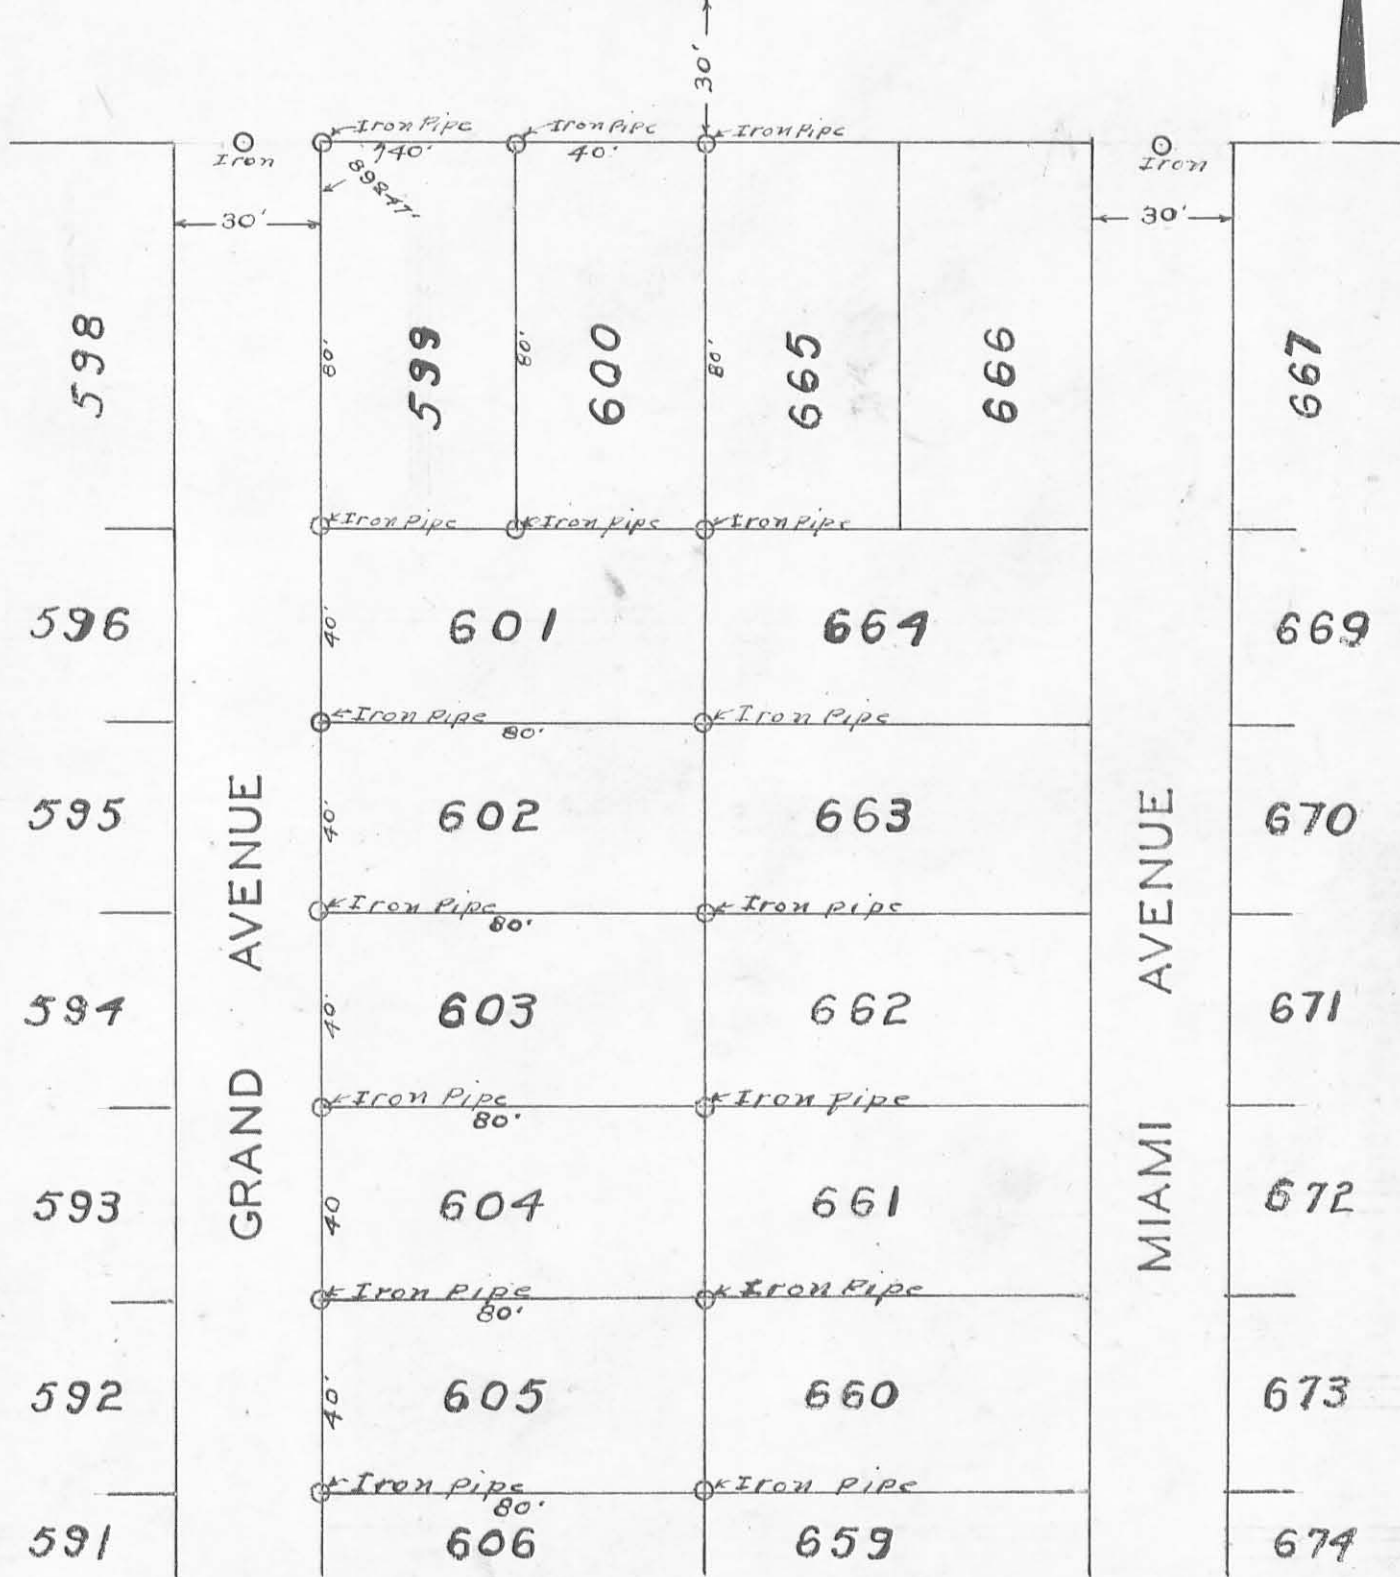 30'
Iron Pipe Iron Pipe Iron Pipe
Iron 40' 40' Iron
89°47'
30' 30'
598 80' 599 80' 600 80' 665 666 667
Iron Pipe Iron Pipe Iron Pipe
596 40' 601 664 669
Iron Pipe Iron Pipe
80'
595 40' 602 663 670
Iron Pipe Iron Pipe
80'
594 40' 603 662 671
Iron Pipe Iron Pipe
80'
593 40 604 661 672
Iron Pipe Iron Pipe
80'
592 40' 605 660 673
Iron Pipe Iron Pipe
80'
591 606 659 674
GRAND AVENUE
MIAMI AVENUE